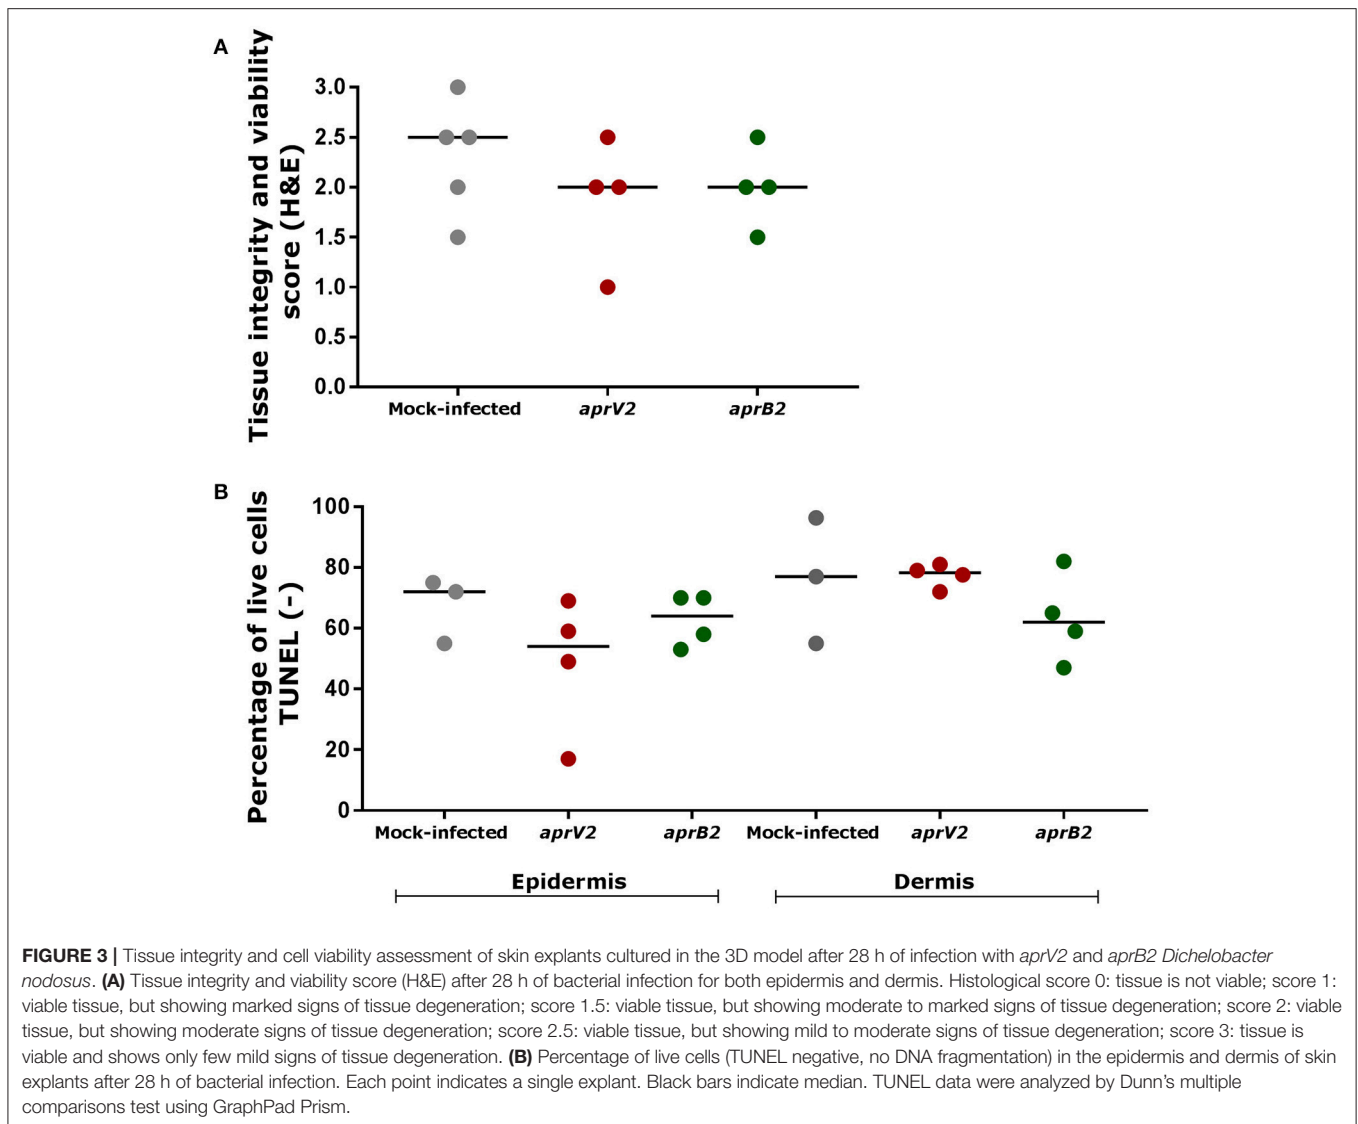 A
Tissue integrity and viability
score (H&E)
3.0
2.5
2.0
1.5
1.0
0.5
0.0
Mock-infected aprV2 aprB2
B
Percentage of live cells
TUNEL (-)
100
80
60
40
20
0
Mock-infected aprV2 aprB2 Mock-infected aprV2 aprB2
Epidermis Dermis
FIGURE 3 | Tissue integrity and cell viability assessment of skin explants cultured in the 3D model after 28 h of infection with aprV2 and aprB2 Dichelobacter
nodosus. (A) Tissue integrity and viability score (H&E) after 28 h of bacterial infection for both epidermis and dermis. Histological score 0: tissue is not viable; score 1:
viable tissue, but showing marked signs of tissue degeneration; score 1.5: viable tissue, but showing moderate to marked signs of tissue degeneration; score 2: viable
tissue, but showing moderate signs of tissue degeneration; score 2.5: viable tissue, but showing mild to moderate signs of tissue degeneration; score 3: tissue is
viable and shows only few mild signs of tissue degeneration. (B) Percentage of live cells (TUNEL negative, no DNA fragmentation) in the epidermis and dermis of skin
explants after 28 h of bacterial infection. Each point indicates a single explant. Black bars indicate median. TUNEL data were analyzed by Dunn's multiple
comparisons test using GraphPad Prism.